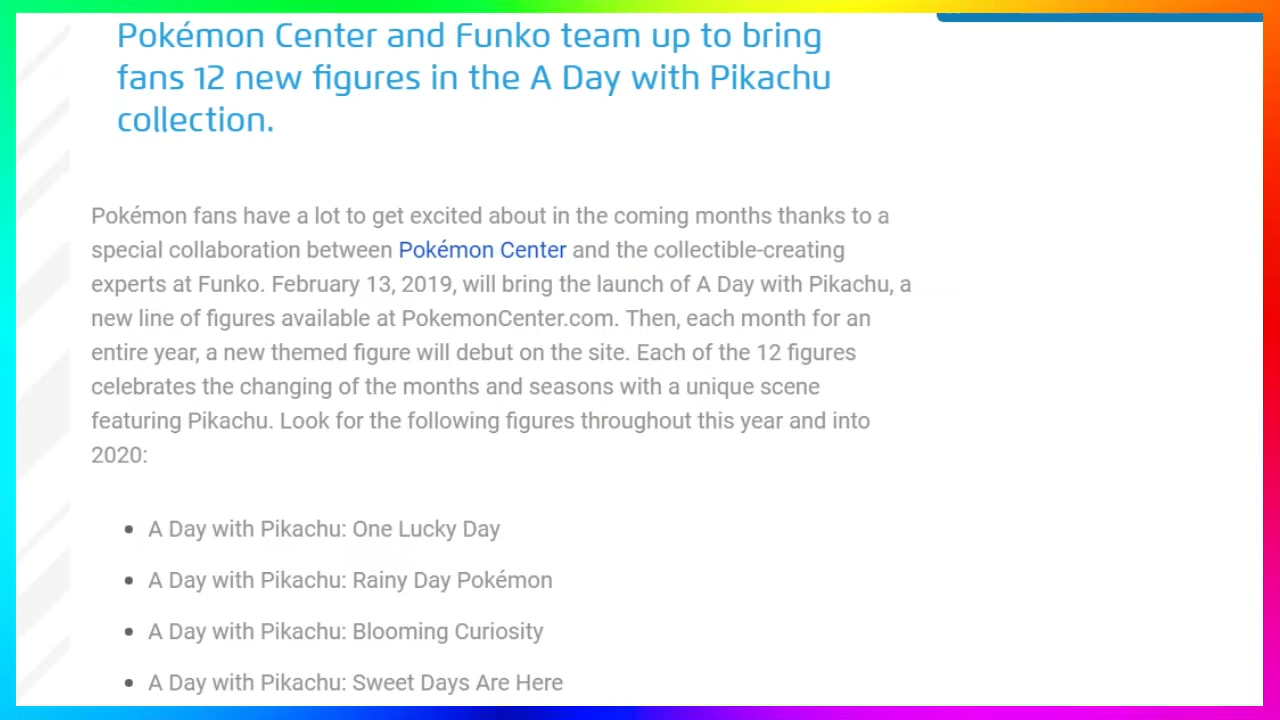 Pokémon Center and Funko team up to bring
fans 12 new figures in the A Day with Pikachu
collection.
Pokémon fans have a lot to get excited about in the coming months thanks to a
special collaboration between Pokémon Center and the collectible-creating
experts at Funko. February 13, 2019, will bring the launch of A Day with Pikachu, a
new line of figures available at PokemonCenter.com. Then, each month for an
entire year, a new themed figure will debut on the site. Each of the 12 figures
celebrates the changing of the months and seasons with a unique scene
featuring Pikachu. Look for the following figures throughout this year and into
2020:
• A Day with Pikachu: One Lucky Day
• A Day with Pikachu: Rainy Day Pokémon
• A Day with Pikachu: Blooming Curiosity
• A Day with Pikachu: Sweet Days Are Here